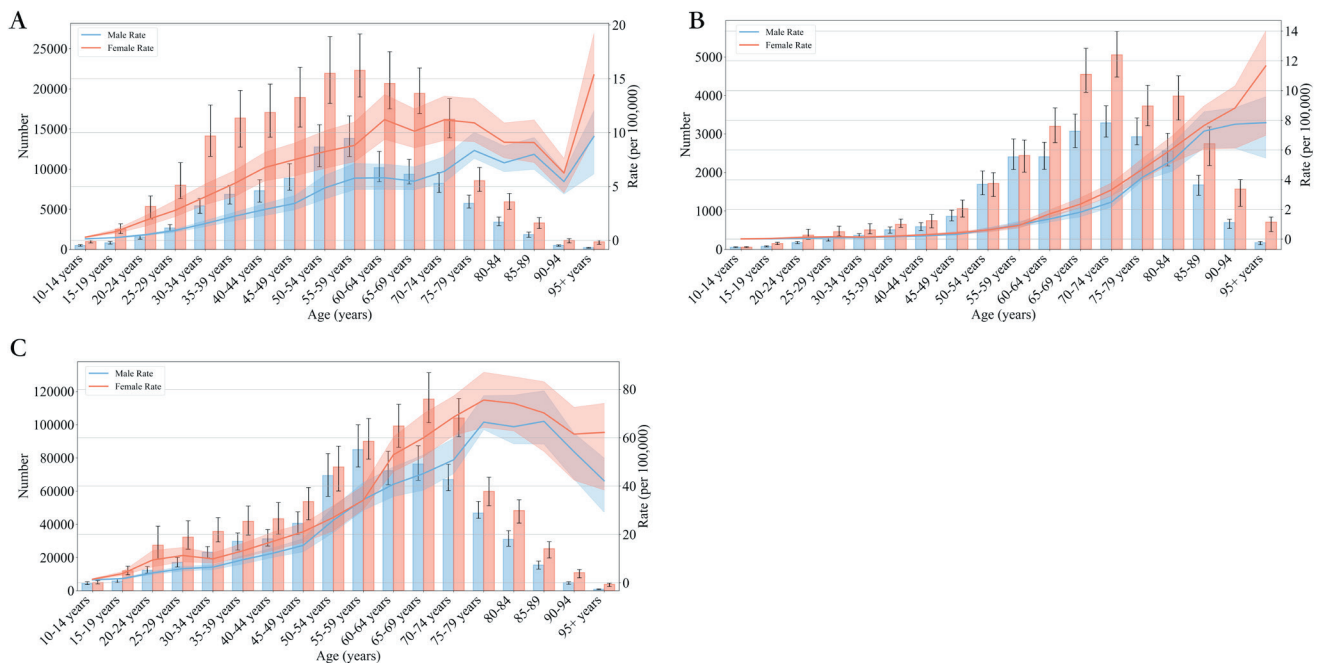 A
Male Rate
Female Rate
25000
20000
15000
10000
5000
0
Number
20
15
10
5
0
Rate (per 100,000)
10-14 years
15-19 years
20-24 years
25-29 years
30-34 years
35-39 years
40-44 years
45-49 years
50-54 years
55-59 years
60-64 years
65-69 years
70-74 years
75-79 years
80-84
85-89
90-94
95+ years
Age (years)
B
Male Rate
Female Rate
5000
4000
3000
2000
1000
0
Number
14
12
10
8
6
4
2
0
Rate (per 100,000)
10-14 years
15-19 years
20-24 years
25-29 years
30-34 years
35-39 years
40-44 years
45-49 years
50-54 years
55-59 years
60-64 years
65-69 years
70-74 years
75-79 years
80-84
85-89
90-94
95+ years
Age (years)
C
Male Rate
Female Rate
120000
100000
80000
60000
40000
20000
0
Number
80
60
40
20
0
Rate (per 100,000)
10-14 years
15-19 years
20-24 years
25-29 years
30-34 years
35-39 years
40-44 years
45-49 years
50-54 years
55-59 years
60-64 years
65-69 years
70-74 years
75-79 years
80-84
85-89
90-94
95+ years
Age (years)